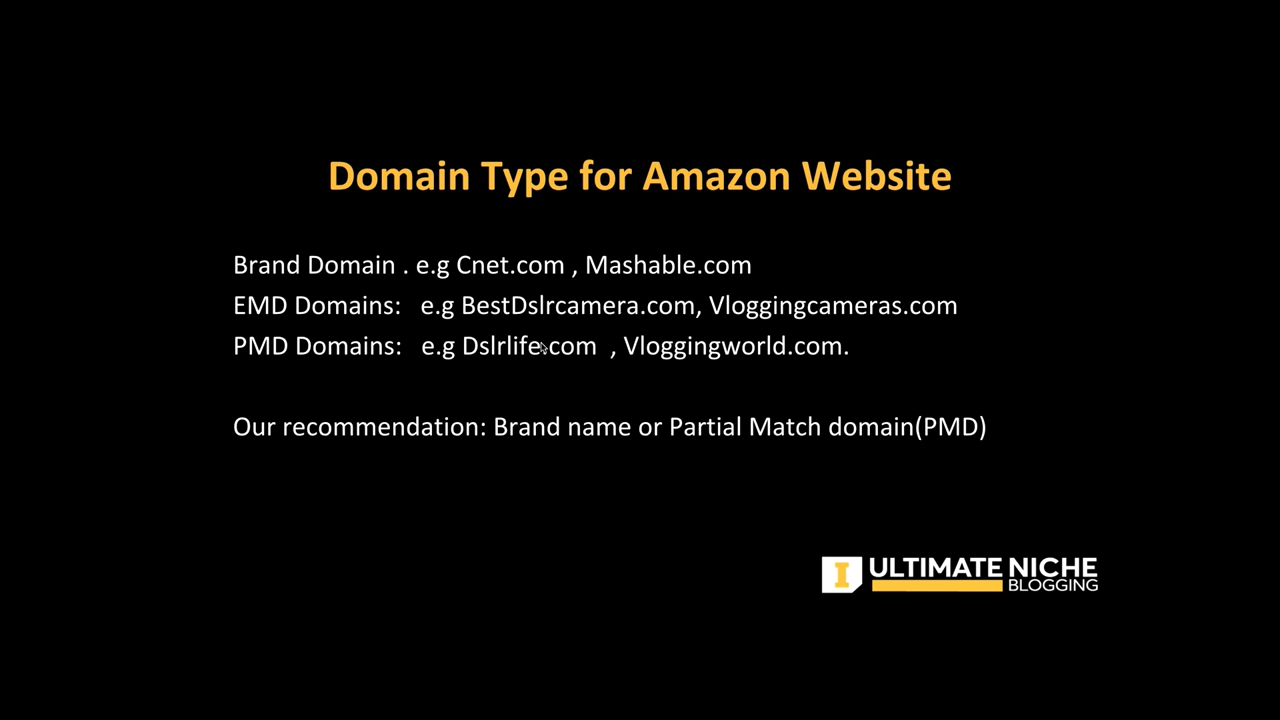 Domain Type for Amazon Website
Brand Domain . e.g Cnet.com , Mashable.com
EMD Domains: e.g BestDslrcamera.com, Vloggingcameras.com
PMD Domains: e.g Dslrlife.com , Vloggingworld.com.
Our recommendation: Brand name or Partial Match domain(PMD)
I ULTIMATE NICHE
BLOGGING